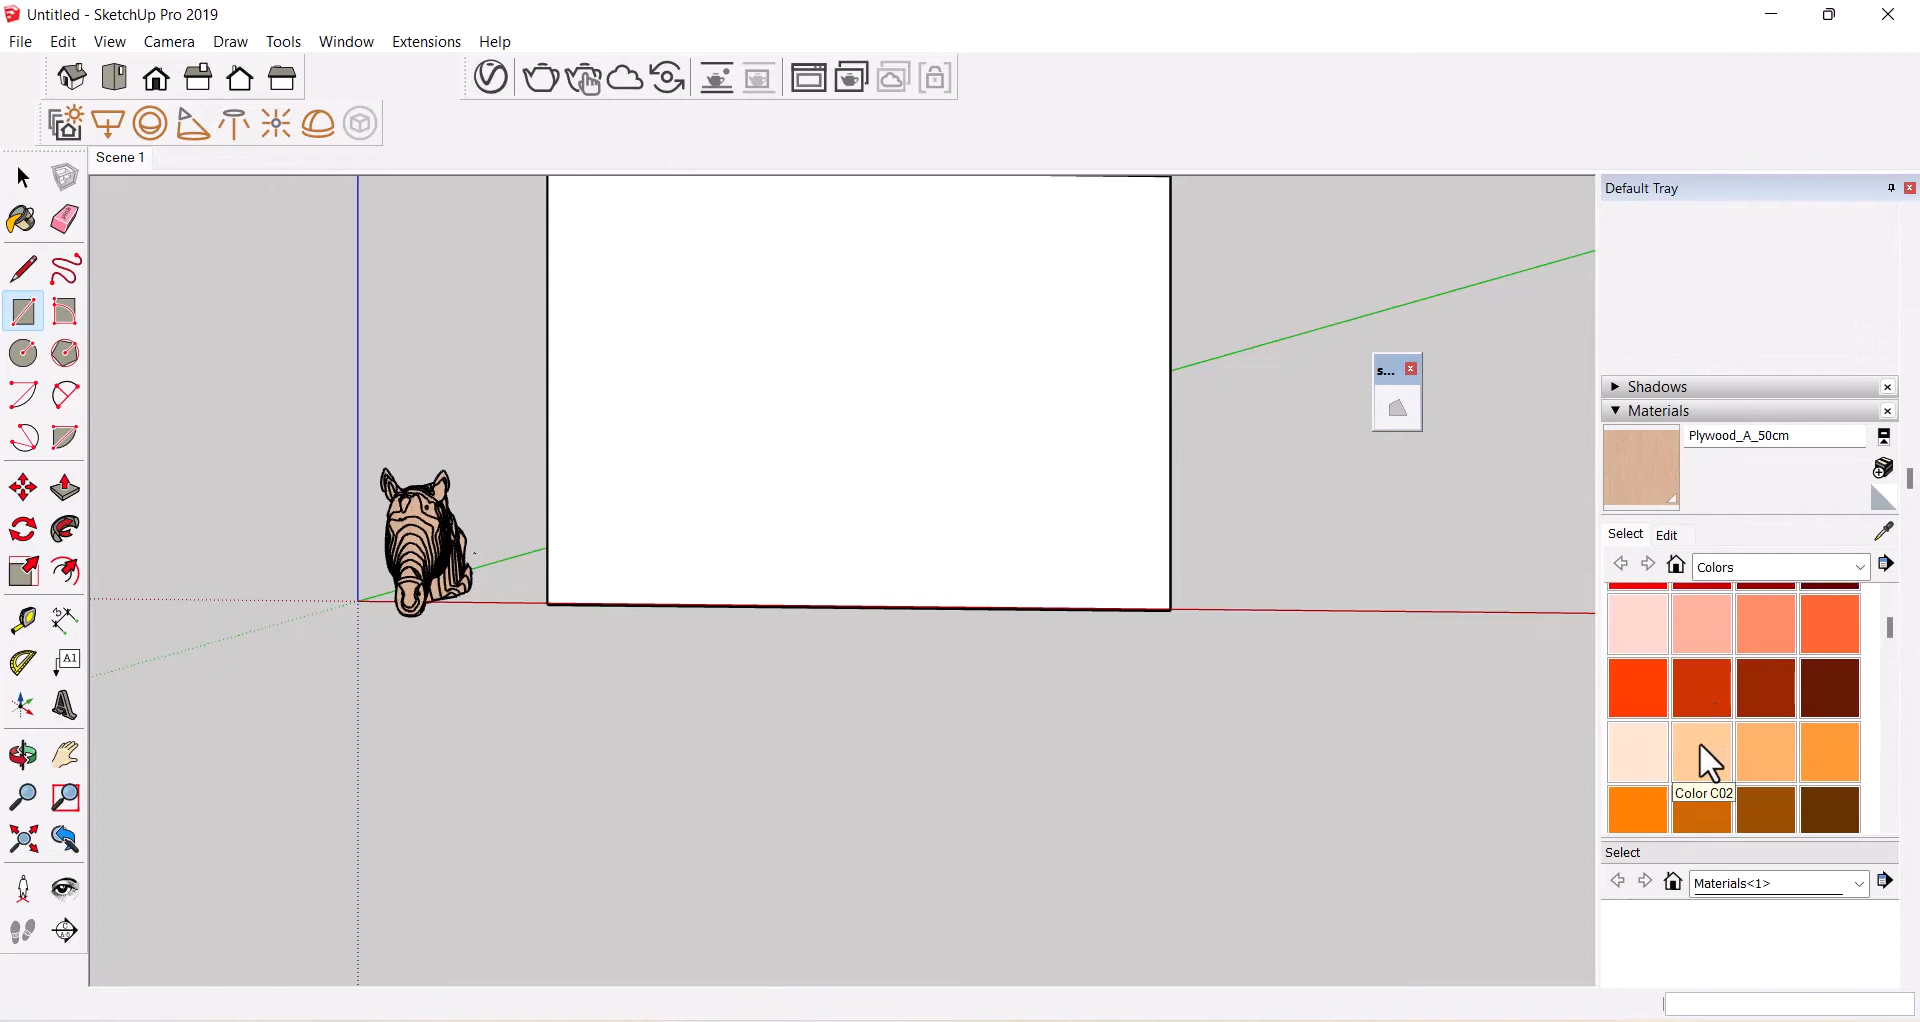 Untitled - SketchUp Pro 2019
File Edit View Camera Draw Tools Window Extensions Help
Scene 1
Default Tray
s...
Shadows
Materials
Plywood_A_50cm
Select Edit
Colors
A1
Color C02
Select
Materials<1>